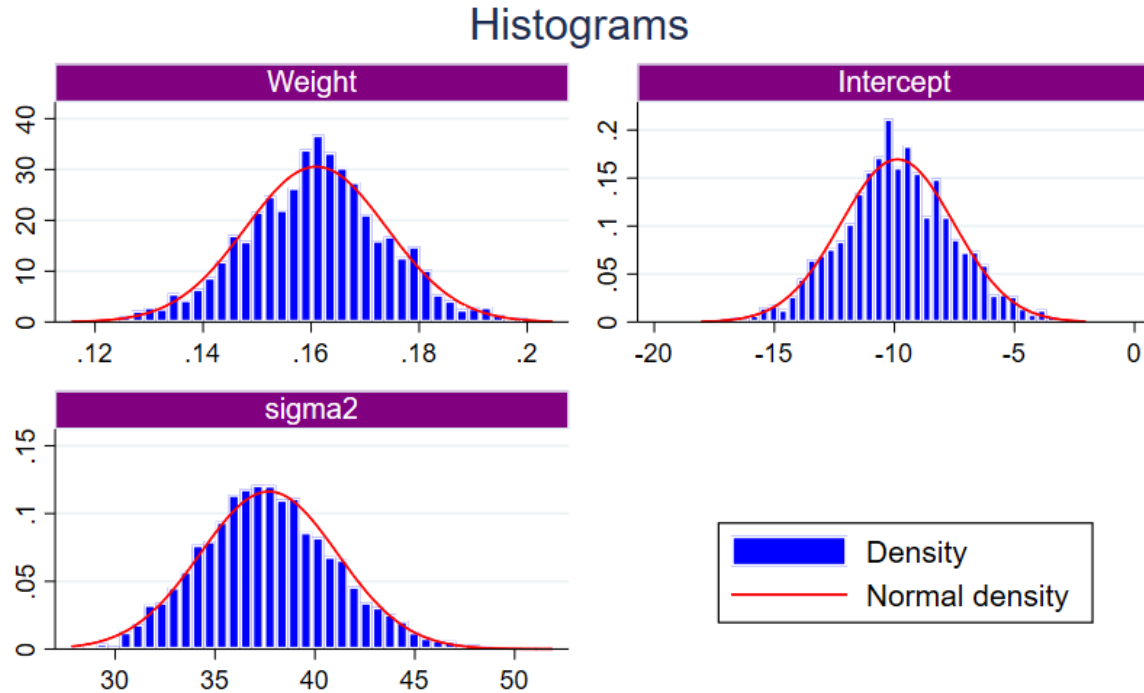 Histograms
Weight
40
30
20
10
0
.12 .14 .16 .18 .2
Intercept
.2
.15
.1
.05
0
-20 -15 -10 -5 0
sigma2
.15
.1
.05
0
30 35 40 45 50
Density
Normal density